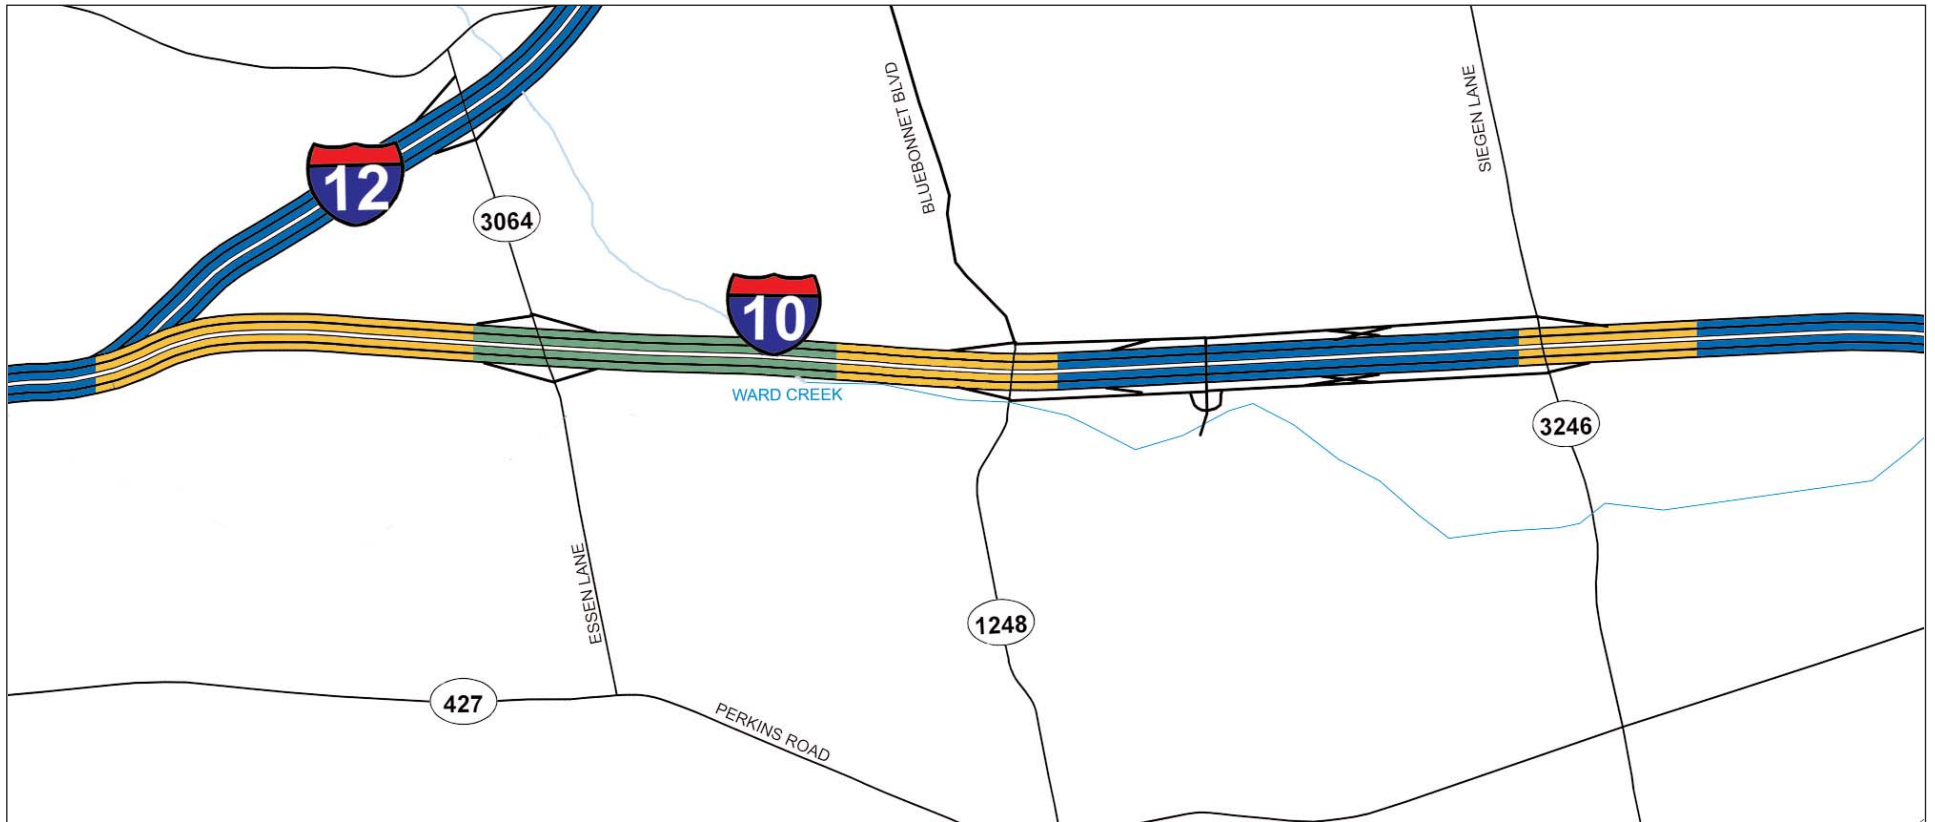 BLUEBONNET BLVD
SIEGEN LANE
12
3064
10
WARD CREEK
3246
ESSEN LANE
1248
427
PERKINS ROAD